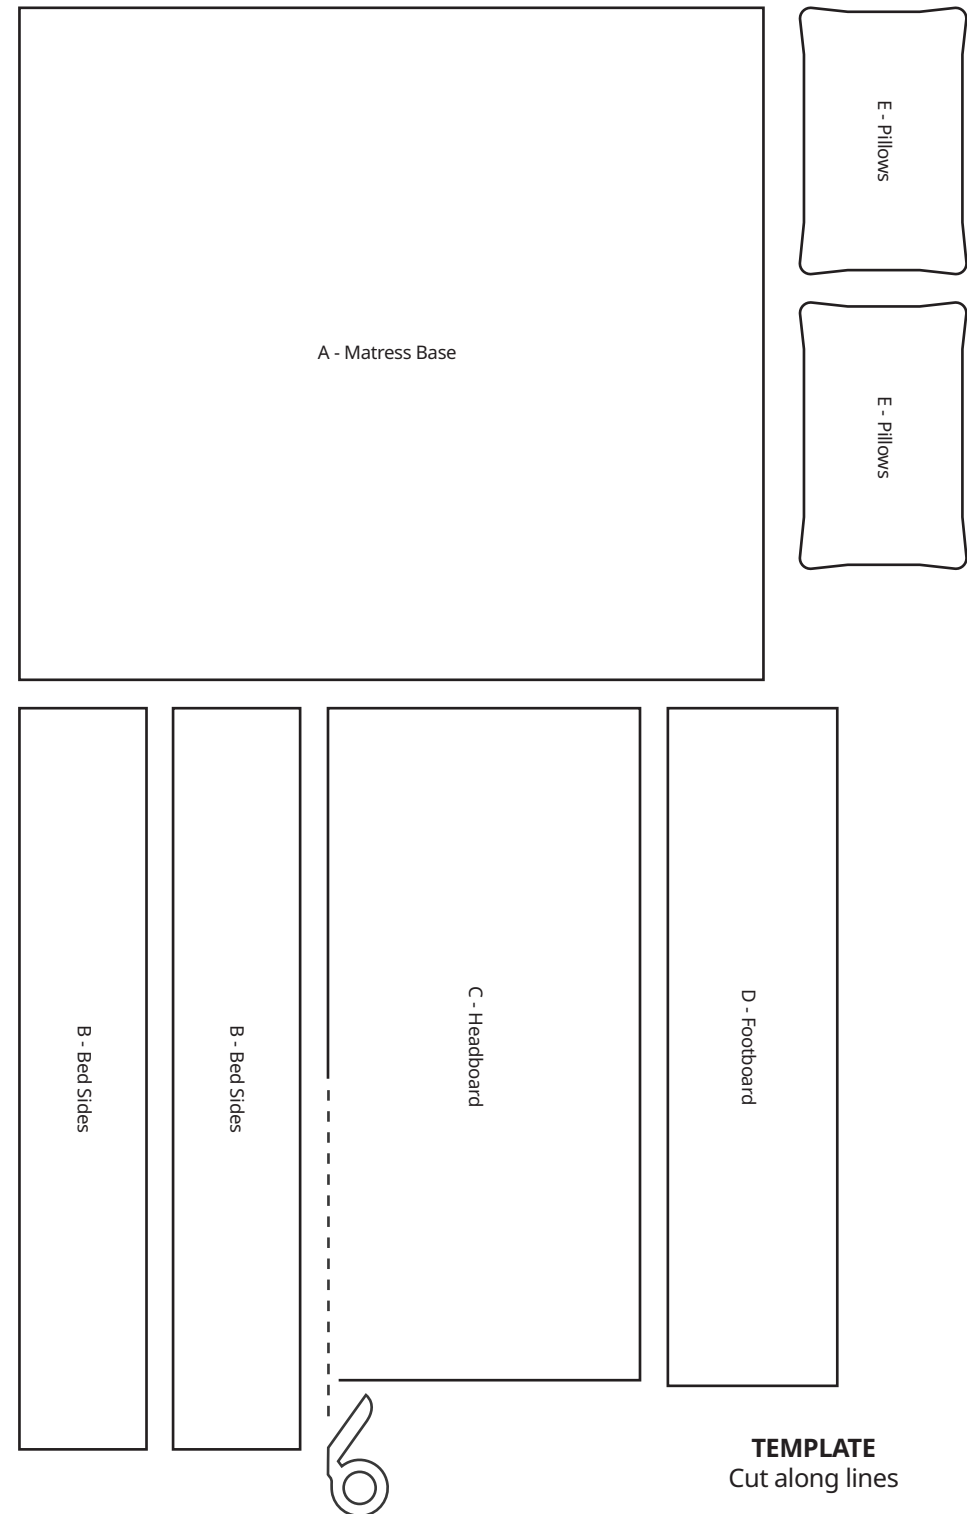 A - Matress Base
E - Pillows
E - Pillows
B - Bed Sides
B - Bed Sides
C - Headboard
D - Footboard
TEMPLATE
Cut along lines